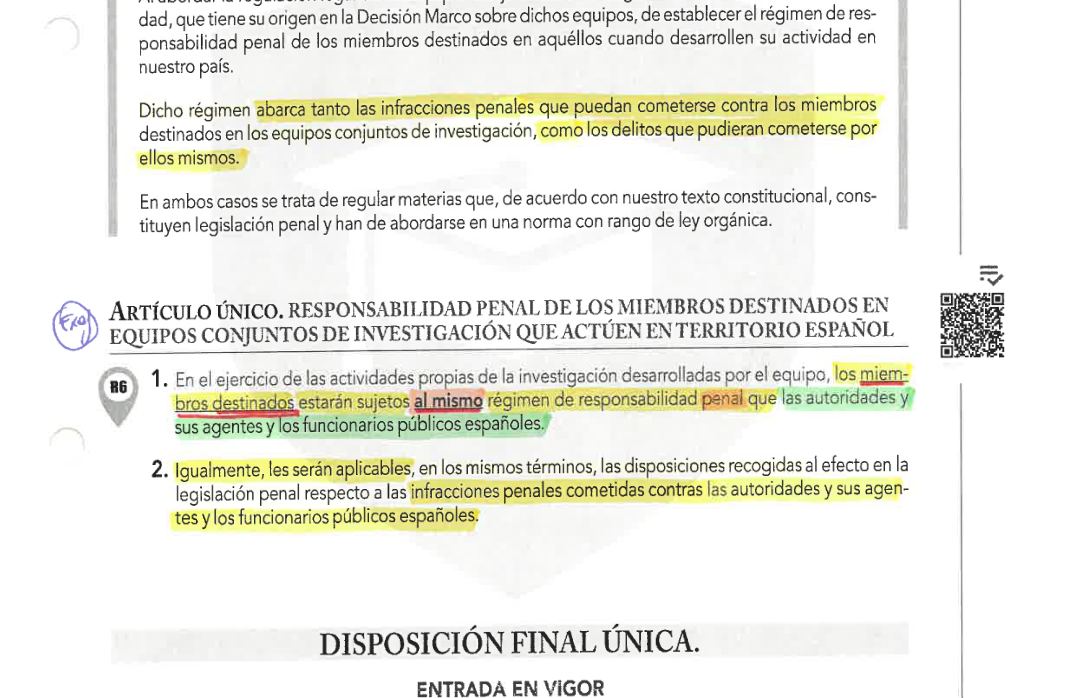 dad, que tiene su origen en la Decisión Marco sobre dichos equipos, de establecer el régimen de res-
ponsabilidad penal de los miembros destinados en aquéllos cuando desarrollen su actividad en
nuestro país.
Dicho régimen abarca tanto las infracciones penales que puedan cometerse contra los miembros
destinados en los equipos conjuntos de investigación, como los delitos que pudieran cometerse por
ellos mismos.
En ambos casos se trata de regular materias que, de acuerdo con nuestro texto constitucional, cons-
tituyen legislación penal y han de abordarse en una norma con rango de ley orgánica.
ARTÍCULO ÚNICO. RESPONSABILIDAD PENAL DE LOS MIEMBROS DESTINADOS EN
EQUIPOS CONJUNTOS DE INVESTIGACIÓN QUE ACTÚEN EN TERRITORIO ESPAÑOL
R6
1. En el ejercicio de las actividades propias de la investigación desarrolladas por el equipo, los miem-
bros destinados estarán sujetos al mismo régimen de responsabilidad penal que las autoridades y
sus agentes y los funcionarios públicos españoles.
2. Igualmente, les serán aplicables, en los mismos términos, las disposiciones recogidas al efecto en la
legislación penal respecto a las infracciones penales cometidas contras las autoridades y sus agen-
tes y los funcionarios públicos españoles.
DISPOSICIÓN FINAL ÚNICA.
ENTRADA EN VIGOR